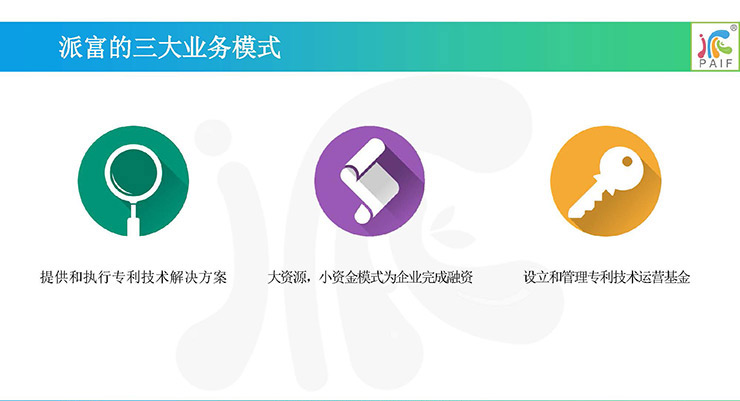 派富的三大业务模式
®
PAIF
提供和执行专利技术解决方案
大资源，小资金模式为企业完成融资
设立和管理专利技术运营基金